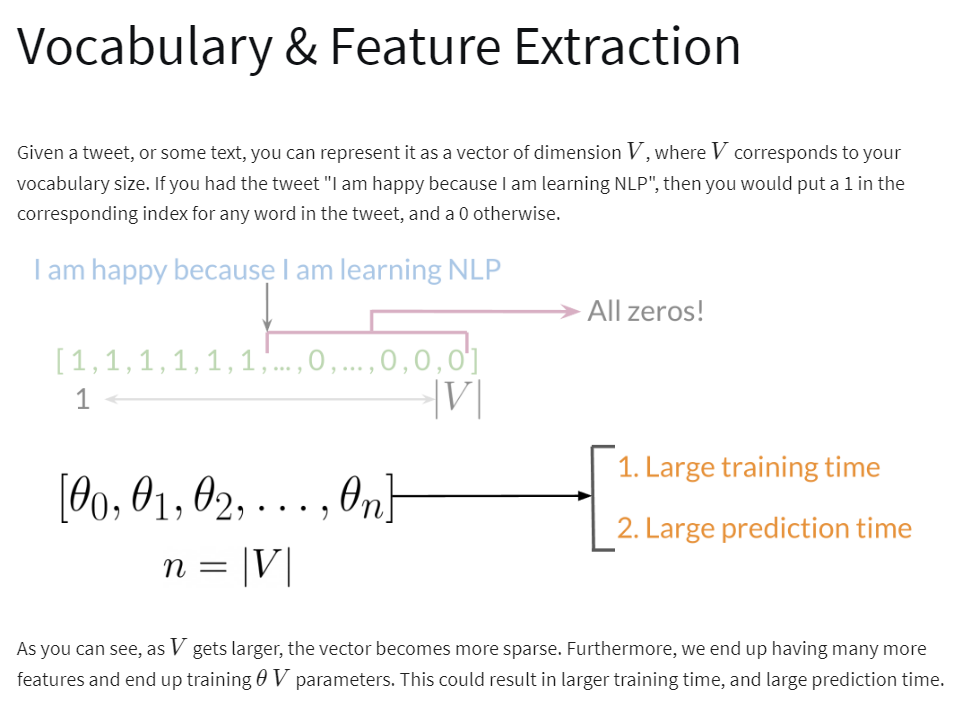 Vocabulary & Feature Extraction
Given a tweet, or some text, you can represent it as a vector of dimension V, where V corresponds to your
vocabulary size. If you had the tweet "I am happy because I am learning NLP", then you would put a 1 in the
corresponding index for any word in the tweet, and a 0 otherwise.
I am happy because I am learning NLP
All zeros!
[1,1,1,1,1,1,...,0,...,0,0,0]
1 |V|
[θ₀, θ₁, θ₂, . . . , θₙ]
1. Large training time
2. Large prediction time
n = |V|
As you can see, as V gets larger, the vector becomes more sparse. Furthermore, we end up having many more
features and end up training θ V parameters. This could result in larger training time, and large prediction time.